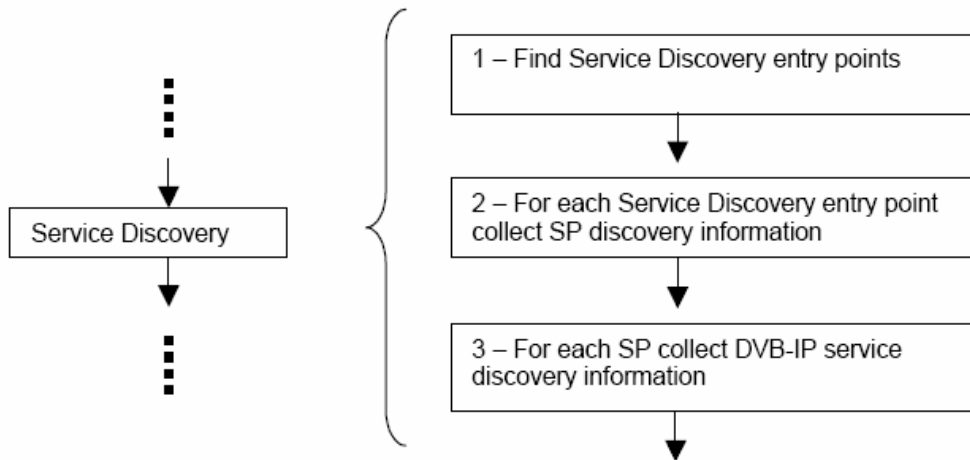 Service Discovery
1 – Find Service Discovery entry points
2 – For each Service Discovery entry point
collect SP discovery information
3 – For each SP collect DVB-IP service
discovery information